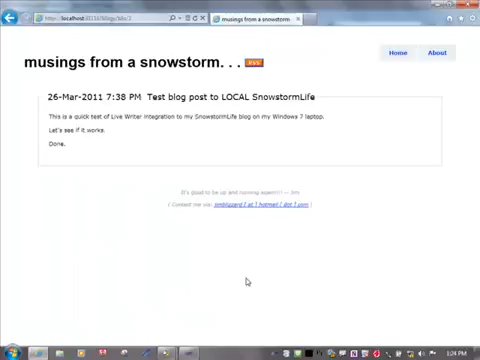 musings from a snowstorm
Home
About
musings from a snowstorm. . .
RSS
26-Mar-2011 7:38 PM Test blog post to LOCAL SnowstormLife
This is a quick test of Live Writer integration to my SnowstormLife blog on my Windows 7 laptop.
Let's see if it works.
Done.
It's good to be up and running again!!!
( Contact me via:
1:24 PM